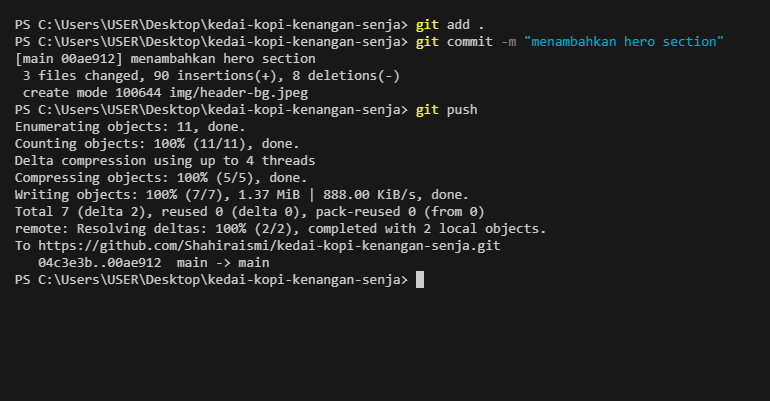 PS C:\Users\USER\Desktop\kedai-kopi-kenangan-senja> git add .
PS C:\Users\USER\Desktop\kedai-kopi-kenangan-senja> git commit -m "menambahkan hero section"
[main 00ae912] menambahkan hero section
 3 files changed, 90 insertions(+), 8 deletions(-)
 create mode 100644 img/header-bg.jpeg
PS C:\Users\USER\Desktop\kedai-kopi-kenangan-senja> git push
Enumerating objects: 11, done.
Counting objects: 100% (11/11), done.
Delta compression using up to 4 threads
Compressing objects: 100% (5/5), done.
Writing objects: 100% (7/7), 1.37 MiB | 888.00 KiB/s, done.
Total 7 (delta 2), reused 0 (delta 0), pack-reused 0 (from 0)
remote: Resolving deltas: 100% (2/2), completed with 2 local objects.
To https://github.com/Shahiraismi/kedai-kopi-kenangan-senja.git
   04c3e3b..00ae912  main -> main
PS C:\Users\USER\Desktop\kedai-kopi-kenangan-senja>